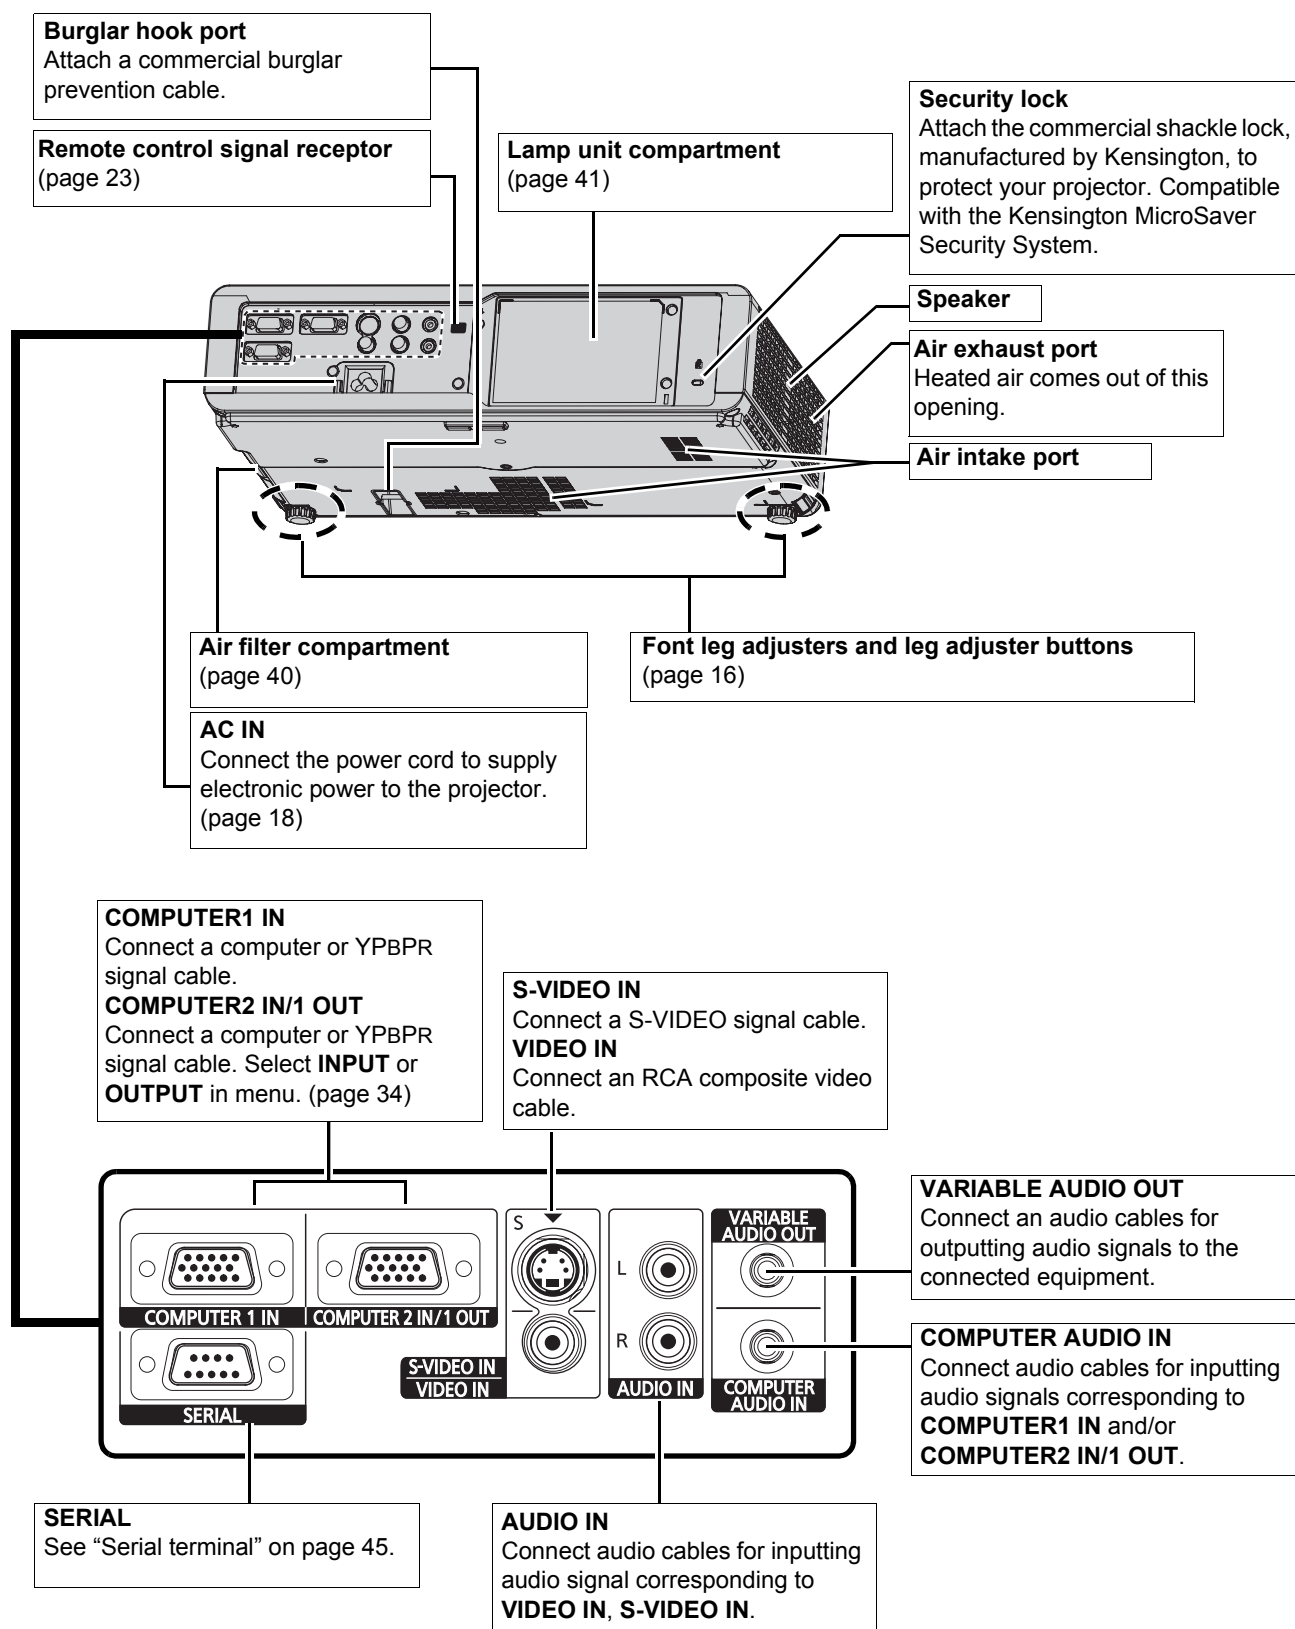 Burglar hook port
Attach a commercial burglar
prevention cable.
Remote control signal receptor
(page 23)
Lamp unit compartment
(page 41)
Security lock
Attach the commercial shackle lock,
manufactured by Kensington, to
protect your projector. Compatible
with the Kensington MicroSaver
Security System.
Speaker
Air exhaust port
Heated air comes out of this
opening.
Air intake port
Air filter compartment
(page 40)
Font leg adjusters and leg adjuster buttons
(page 16)
AC IN
Connect the power cord to supply
electronic power to the projector.
(page 18)
COMPUTER1 IN
Connect a computer or YPBPR
signal cable.
COMPUTER2 IN/1 OUT
Connect a computer or YPBPR
signal cable. Select INPUT or
OUTPUT in menu. (page 34)
S-VIDEO IN
Connect a S-VIDEO signal cable.
VIDEO IN
Connect an RCA composite video
cable.
VARIABLE AUDIO OUT
Connect an audio cables for
outputting audio signals to the
connected equipment.
COMPUTER AUDIO IN
Connect audio cables for inputting
audio signals corresponding to
COMPUTER1 IN and/or
COMPUTER2 IN/1 OUT.
COMPUTER 1 IN
COMPUTER 2 IN/1 OUT
SERIAL
S
S-VIDEO IN
VIDEO IN
L
R
AUDIO IN
VARIABLE
AUDIO OUT
COMPUTER
AUDIO IN
SERIAL
See “Serial terminal” on page 45.
AUDIO IN
Connect audio cables for inputting
audio signal corresponding to
VIDEO IN, S-VIDEO IN.